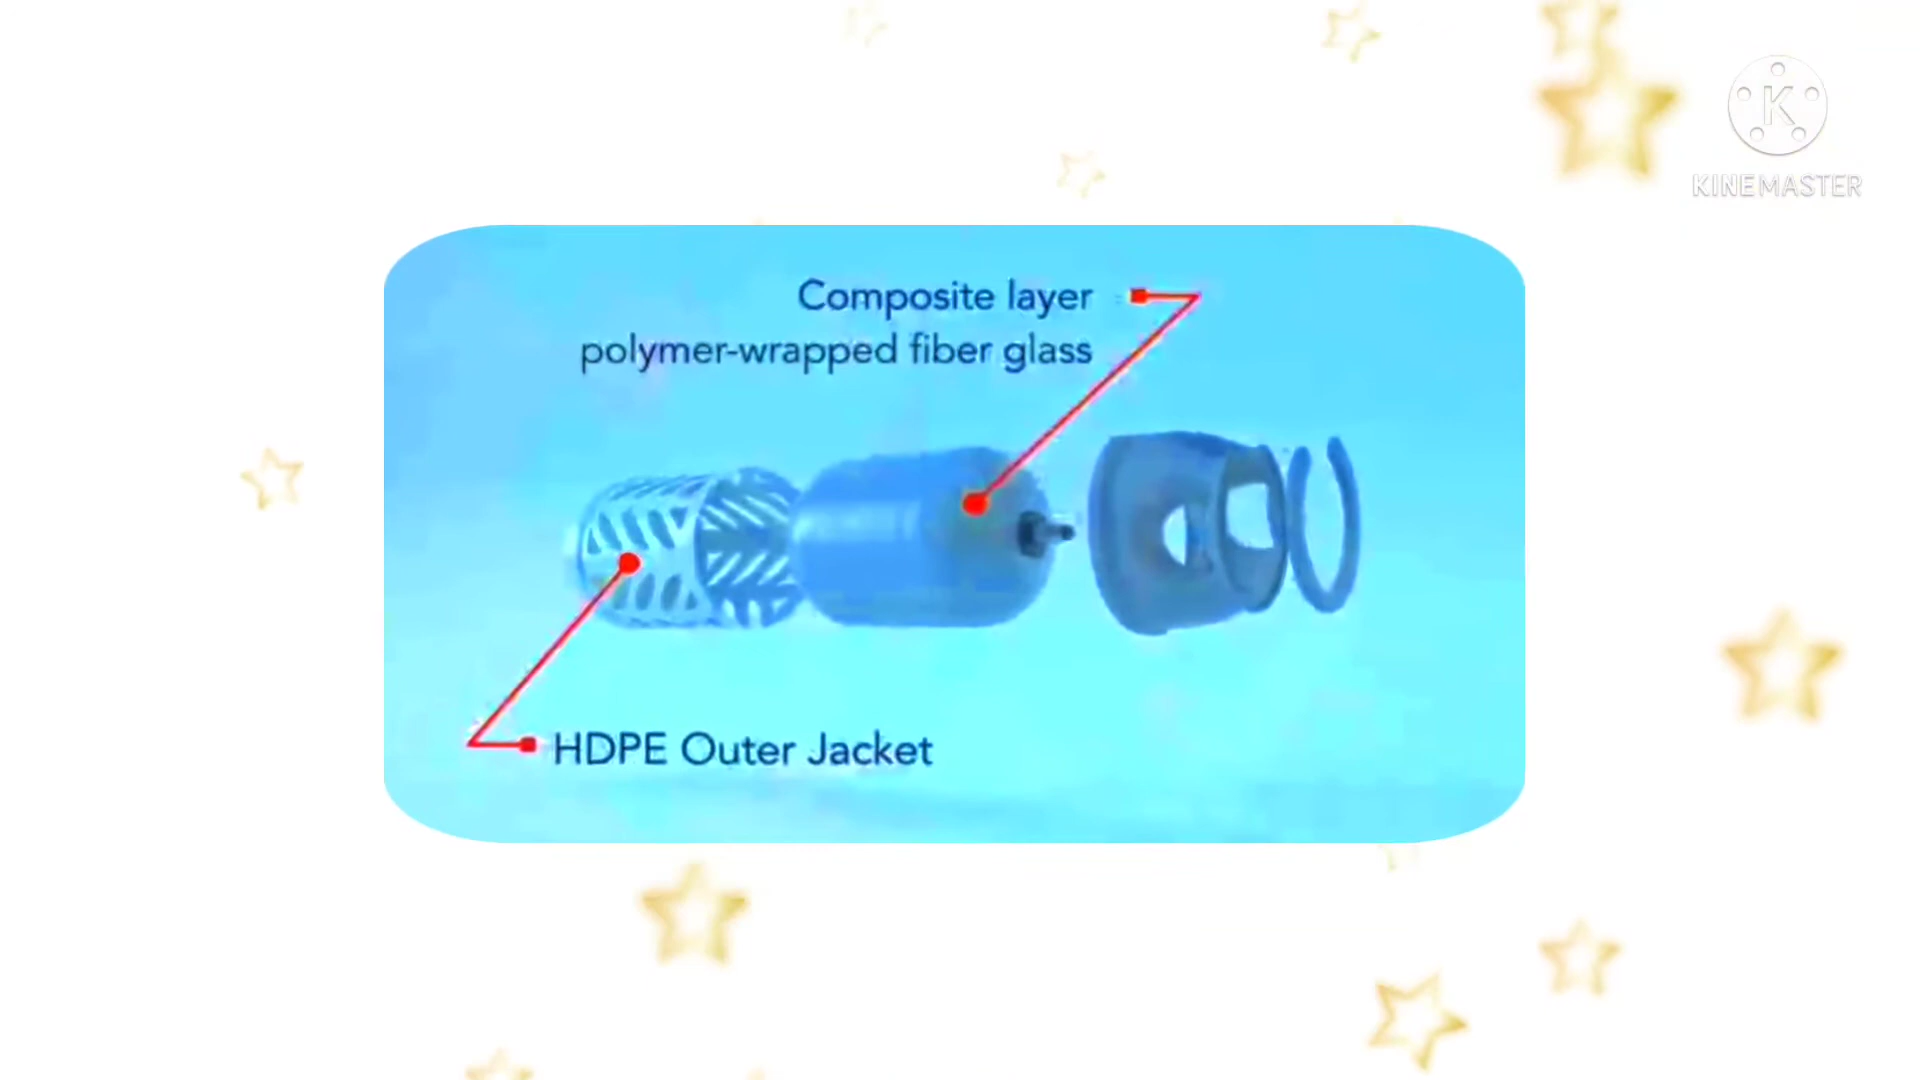 K
KINEMASTER
Composite layer
polymer-wrapped fiber glass
HDPE Outer Jacket